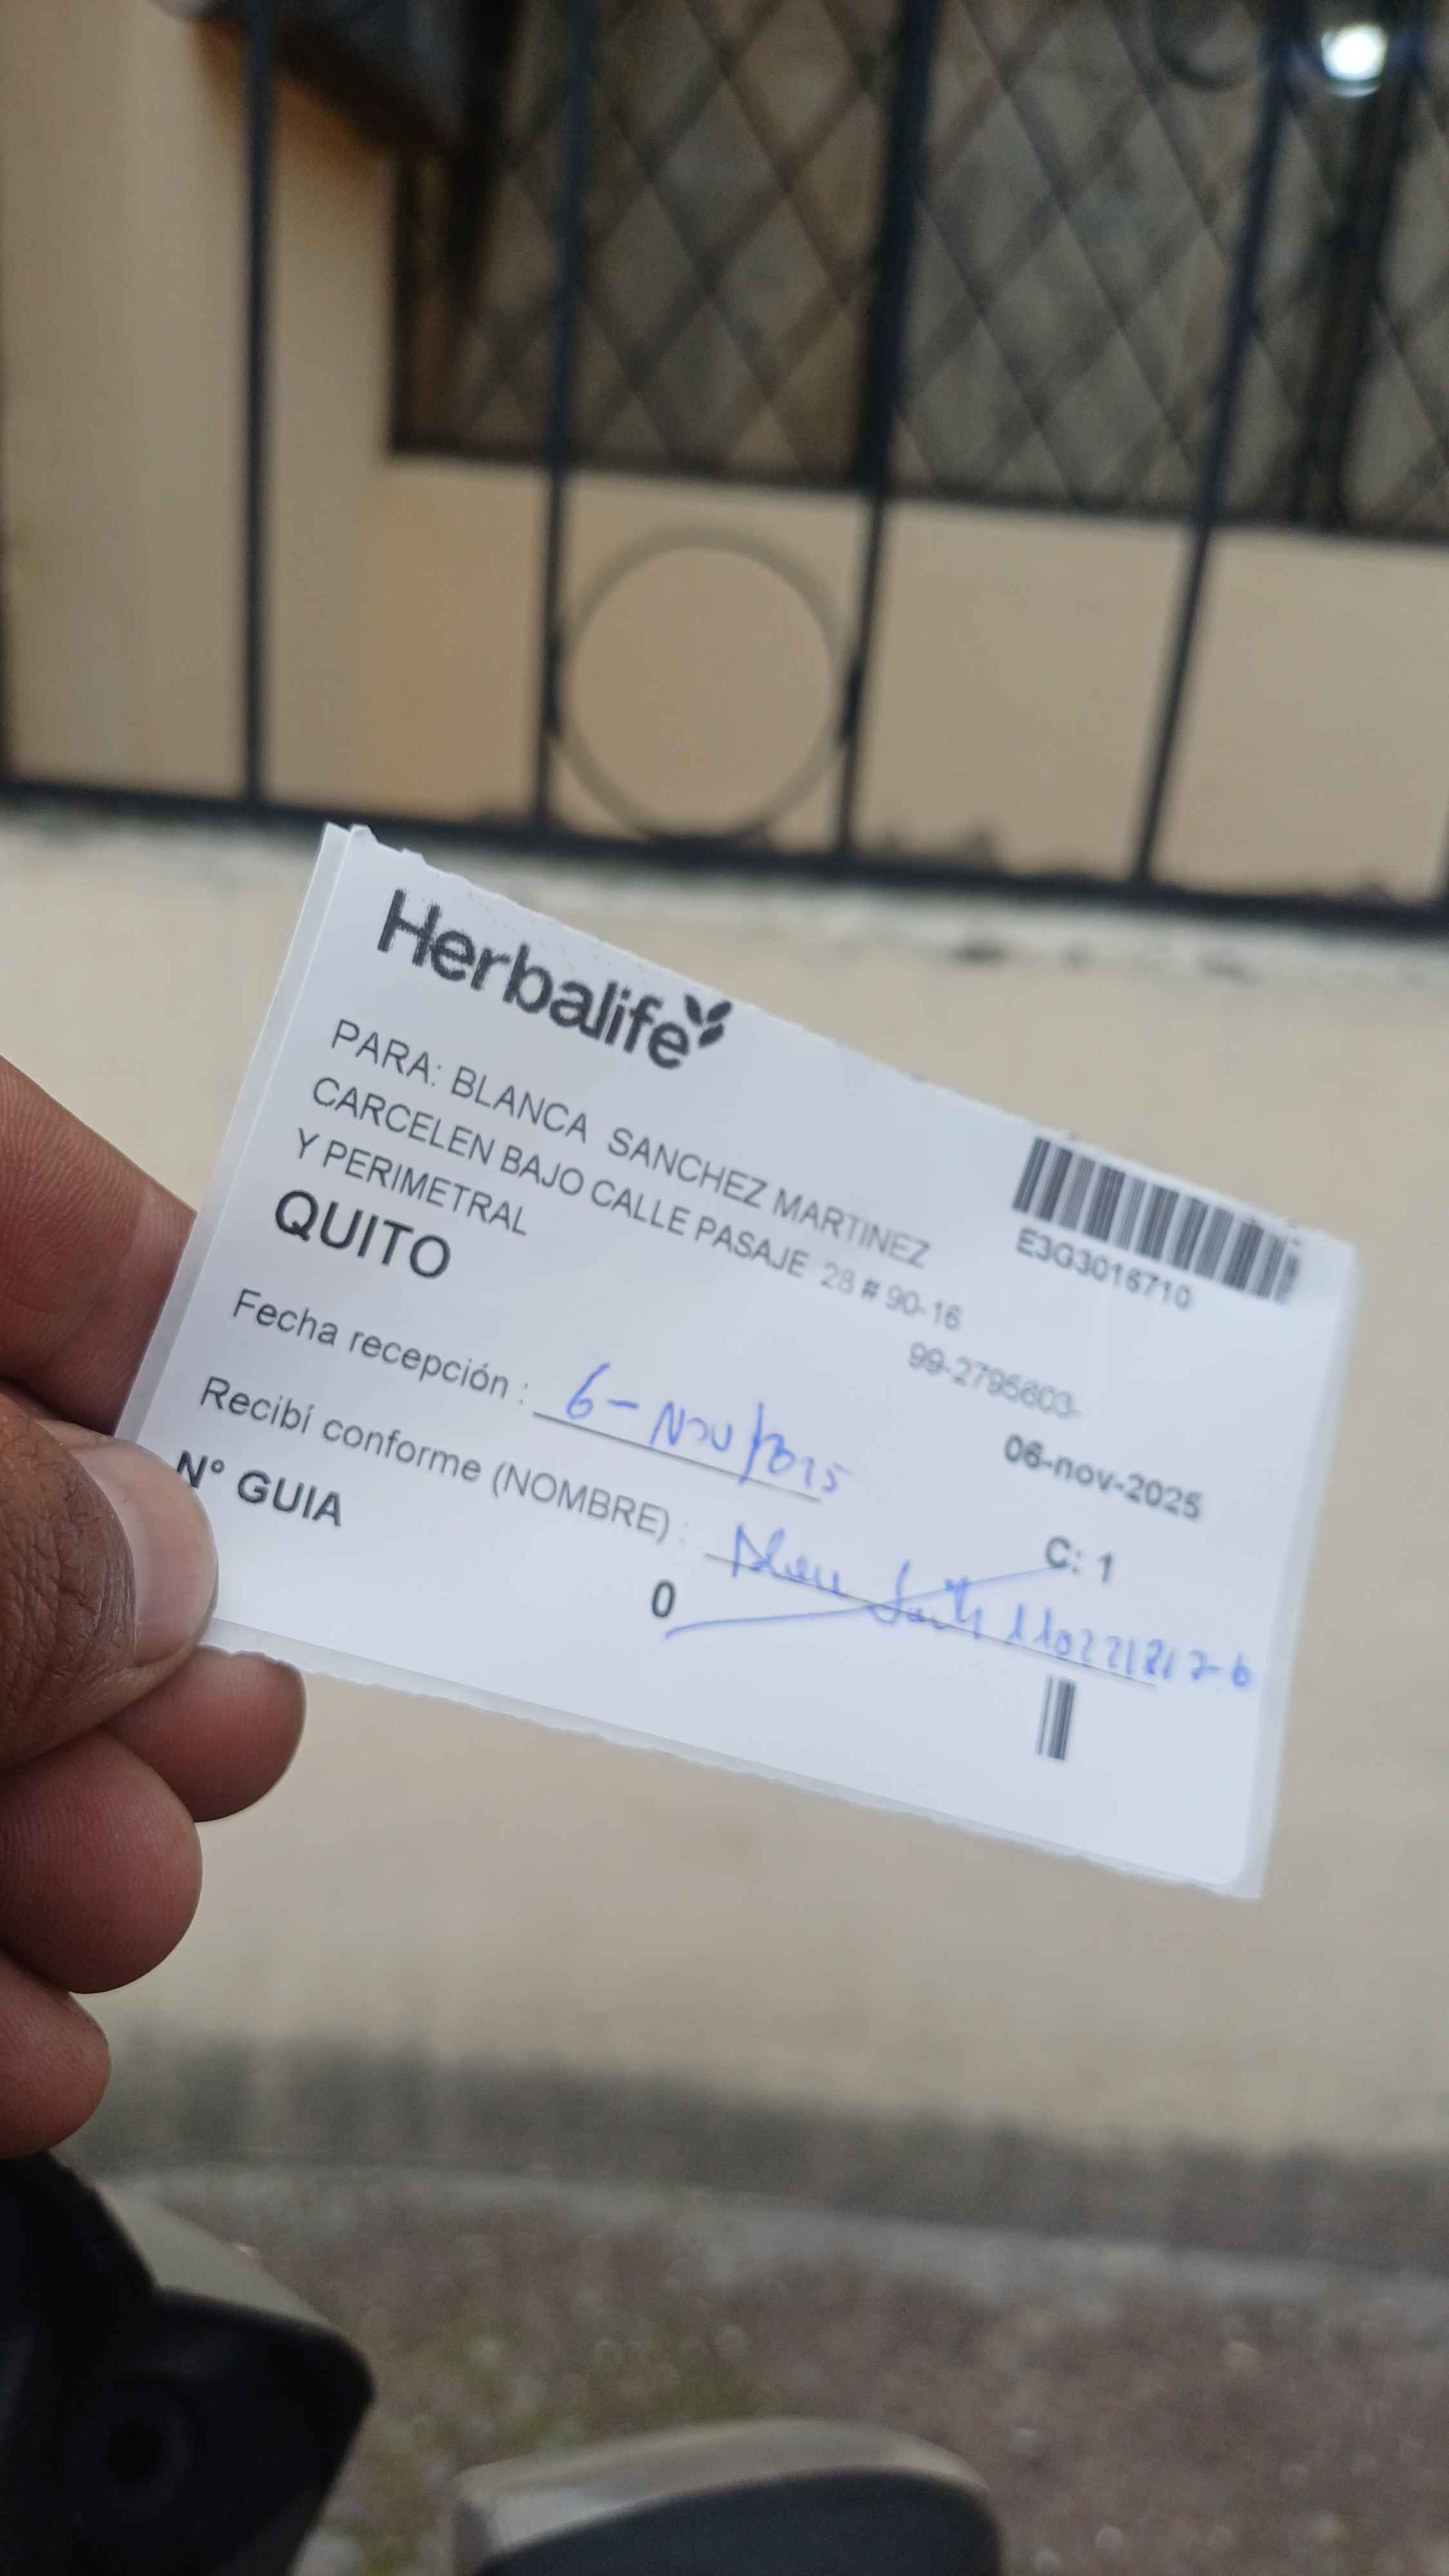 Herbalife
PARA: BLANCA SANCHEZ MARTINEZ
CARCELEN BAJO CALLE PASAJE 28 # 90-16
Y PERIMETRAL
QUITO
E3G3016710
99-2795603-
Fecha recepción : 6-Nov/2025
06-nov-2025
Recibí conforme (NOMBRE) :
C: 1
N° GUIA
0